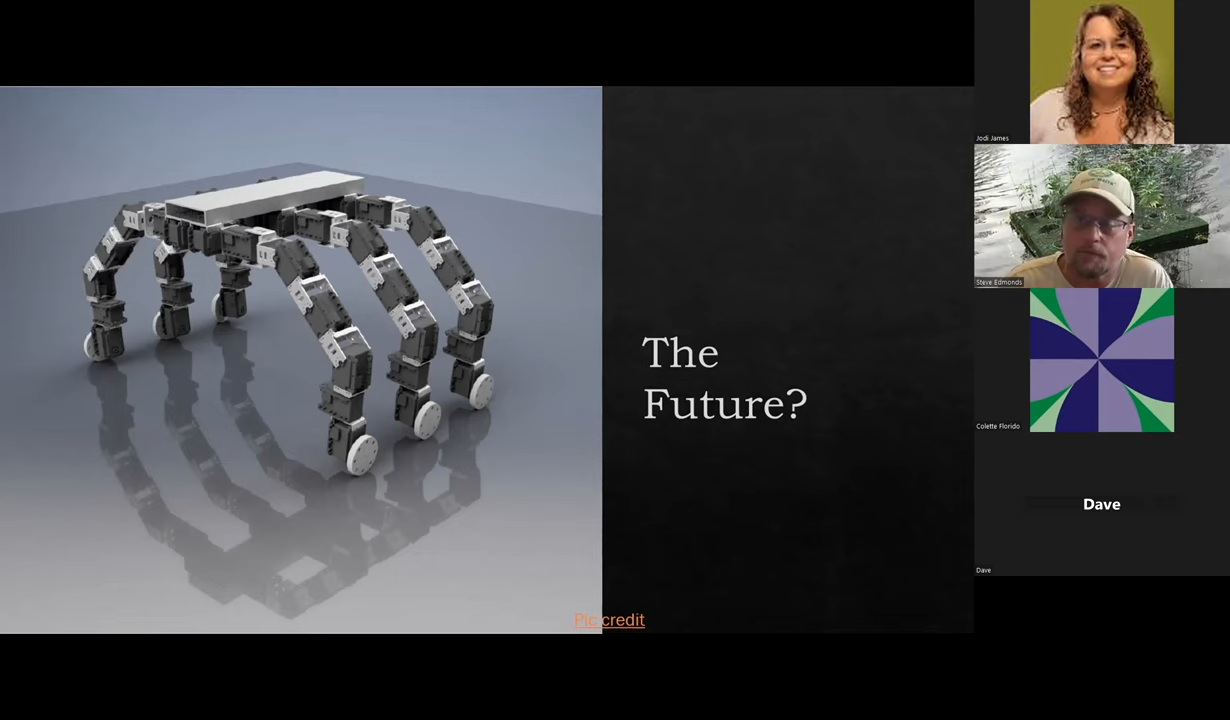 The
Future?
Pic credit
Jodi James
Steve Edmonds
Colette Florido
Dave
Dave